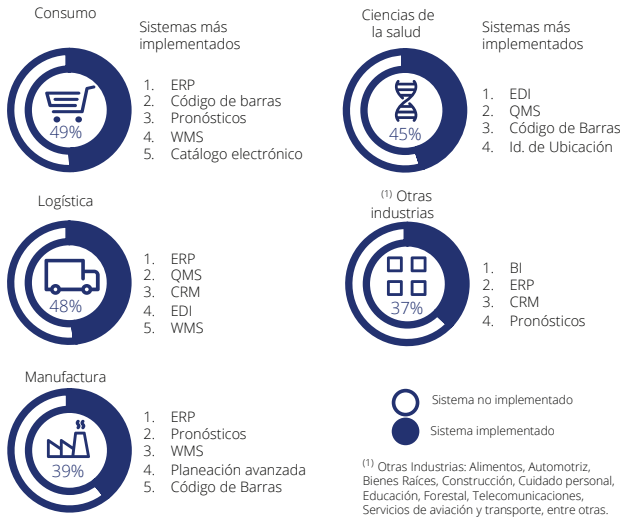 Consumo
Sistemas más
implementados
49%
1. ERP
2. Código de barras
3. Pronósticos
4. WMS
5. Catálogo electrónico
Ciencias de
la salud
Sistemas más
implementados
45%
1. EDI
2. QMS
3. Código de Barras
4. Id. de Ubicación
Logística
48%
1. ERP
2. QMS
3. CRM
4. EDI
5. WMS
(1) Otras
industrias
37%
1. BI
2. ERP
3. CRM
4. Pronósticos
Manufactura
39%
1. ERP
2. Pronósticos
3. WMS
4. Planeación avanzada
5. Código de Barras
Sistema no implementado
Sistema implementado
(1) Otras Industrias: Alimentos, Automotriz,
Bienes Raíces, Construcción, Cuidado personal,
Educación, Forestal, Telecomunicaciones,
Servicios de aviación y transporte, entre otras.